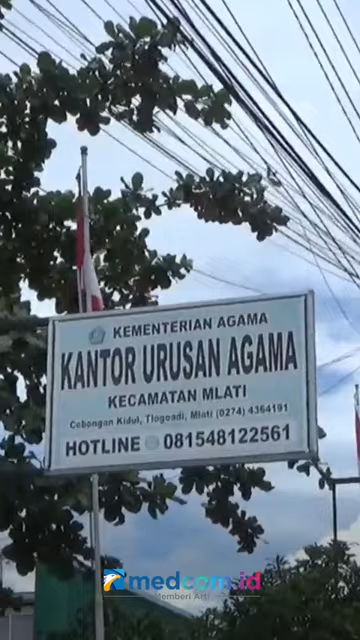 KEMENTERIAN AGAMA
KANTOR URUSAN AGAMA
KECAMATAN MLATI
Cebongan Kidul, Tlogoadi, Mlati (0274) 4364191
HOTLINE 081548122561
medcom.id
Memberi Arti